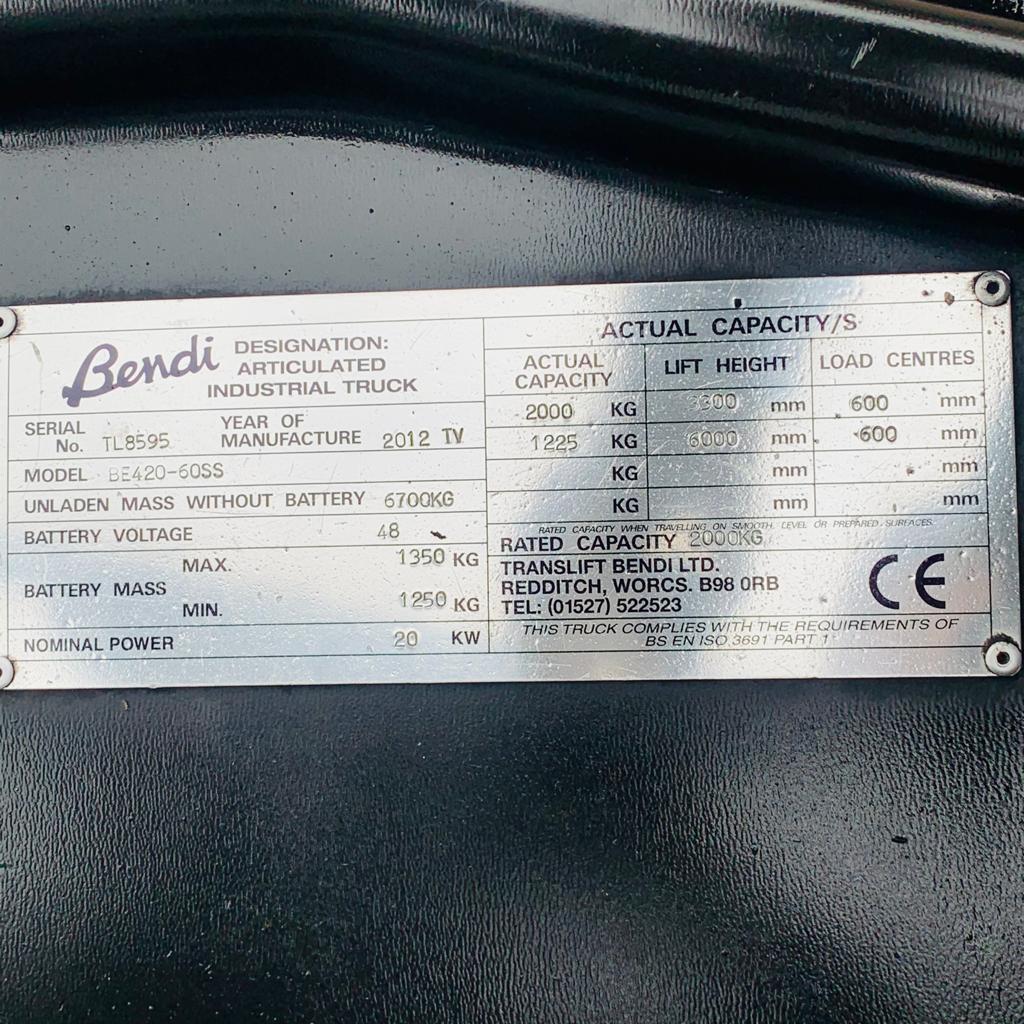 Bendi
DESIGNATION:
ARTICULATED
INDUSTRIAL TRUCK
SERIAL No. TL8595 YEAR OF MANUFACTURE 2012 TV
MODEL BE420-60SS
UNLADEN MASS WITHOUT BATTERY 6700KG
BATTERY VOLTAGE 48
BATTERY MASS
MAX. 1350 KG
MIN. 1250 KG
NOMINAL POWER 20 KW
ACTUAL CAPACITY/S
ACTUAL CAPACITY LIFT HEIGHT LOAD CENTRES
2000 KG 3300 mm 600 mm
1225 KG 6000 mm 600 mm
KG mm mm
KG mm mm
RATED CAPACITY WHEN TRAVELLING ON SMOOTH, LEVEL OR PREPARED SURFACES.
RATED CAPACITY 2000KG
TRANSLIFT BENDI LTD.
REDDITCH, WORCS. B98 0RB
TEL: (01527) 522523
CE
THIS TRUCK COMPLIES WITH THE REQUIREMENTS OF
BS EN ISO 3691 PART 1